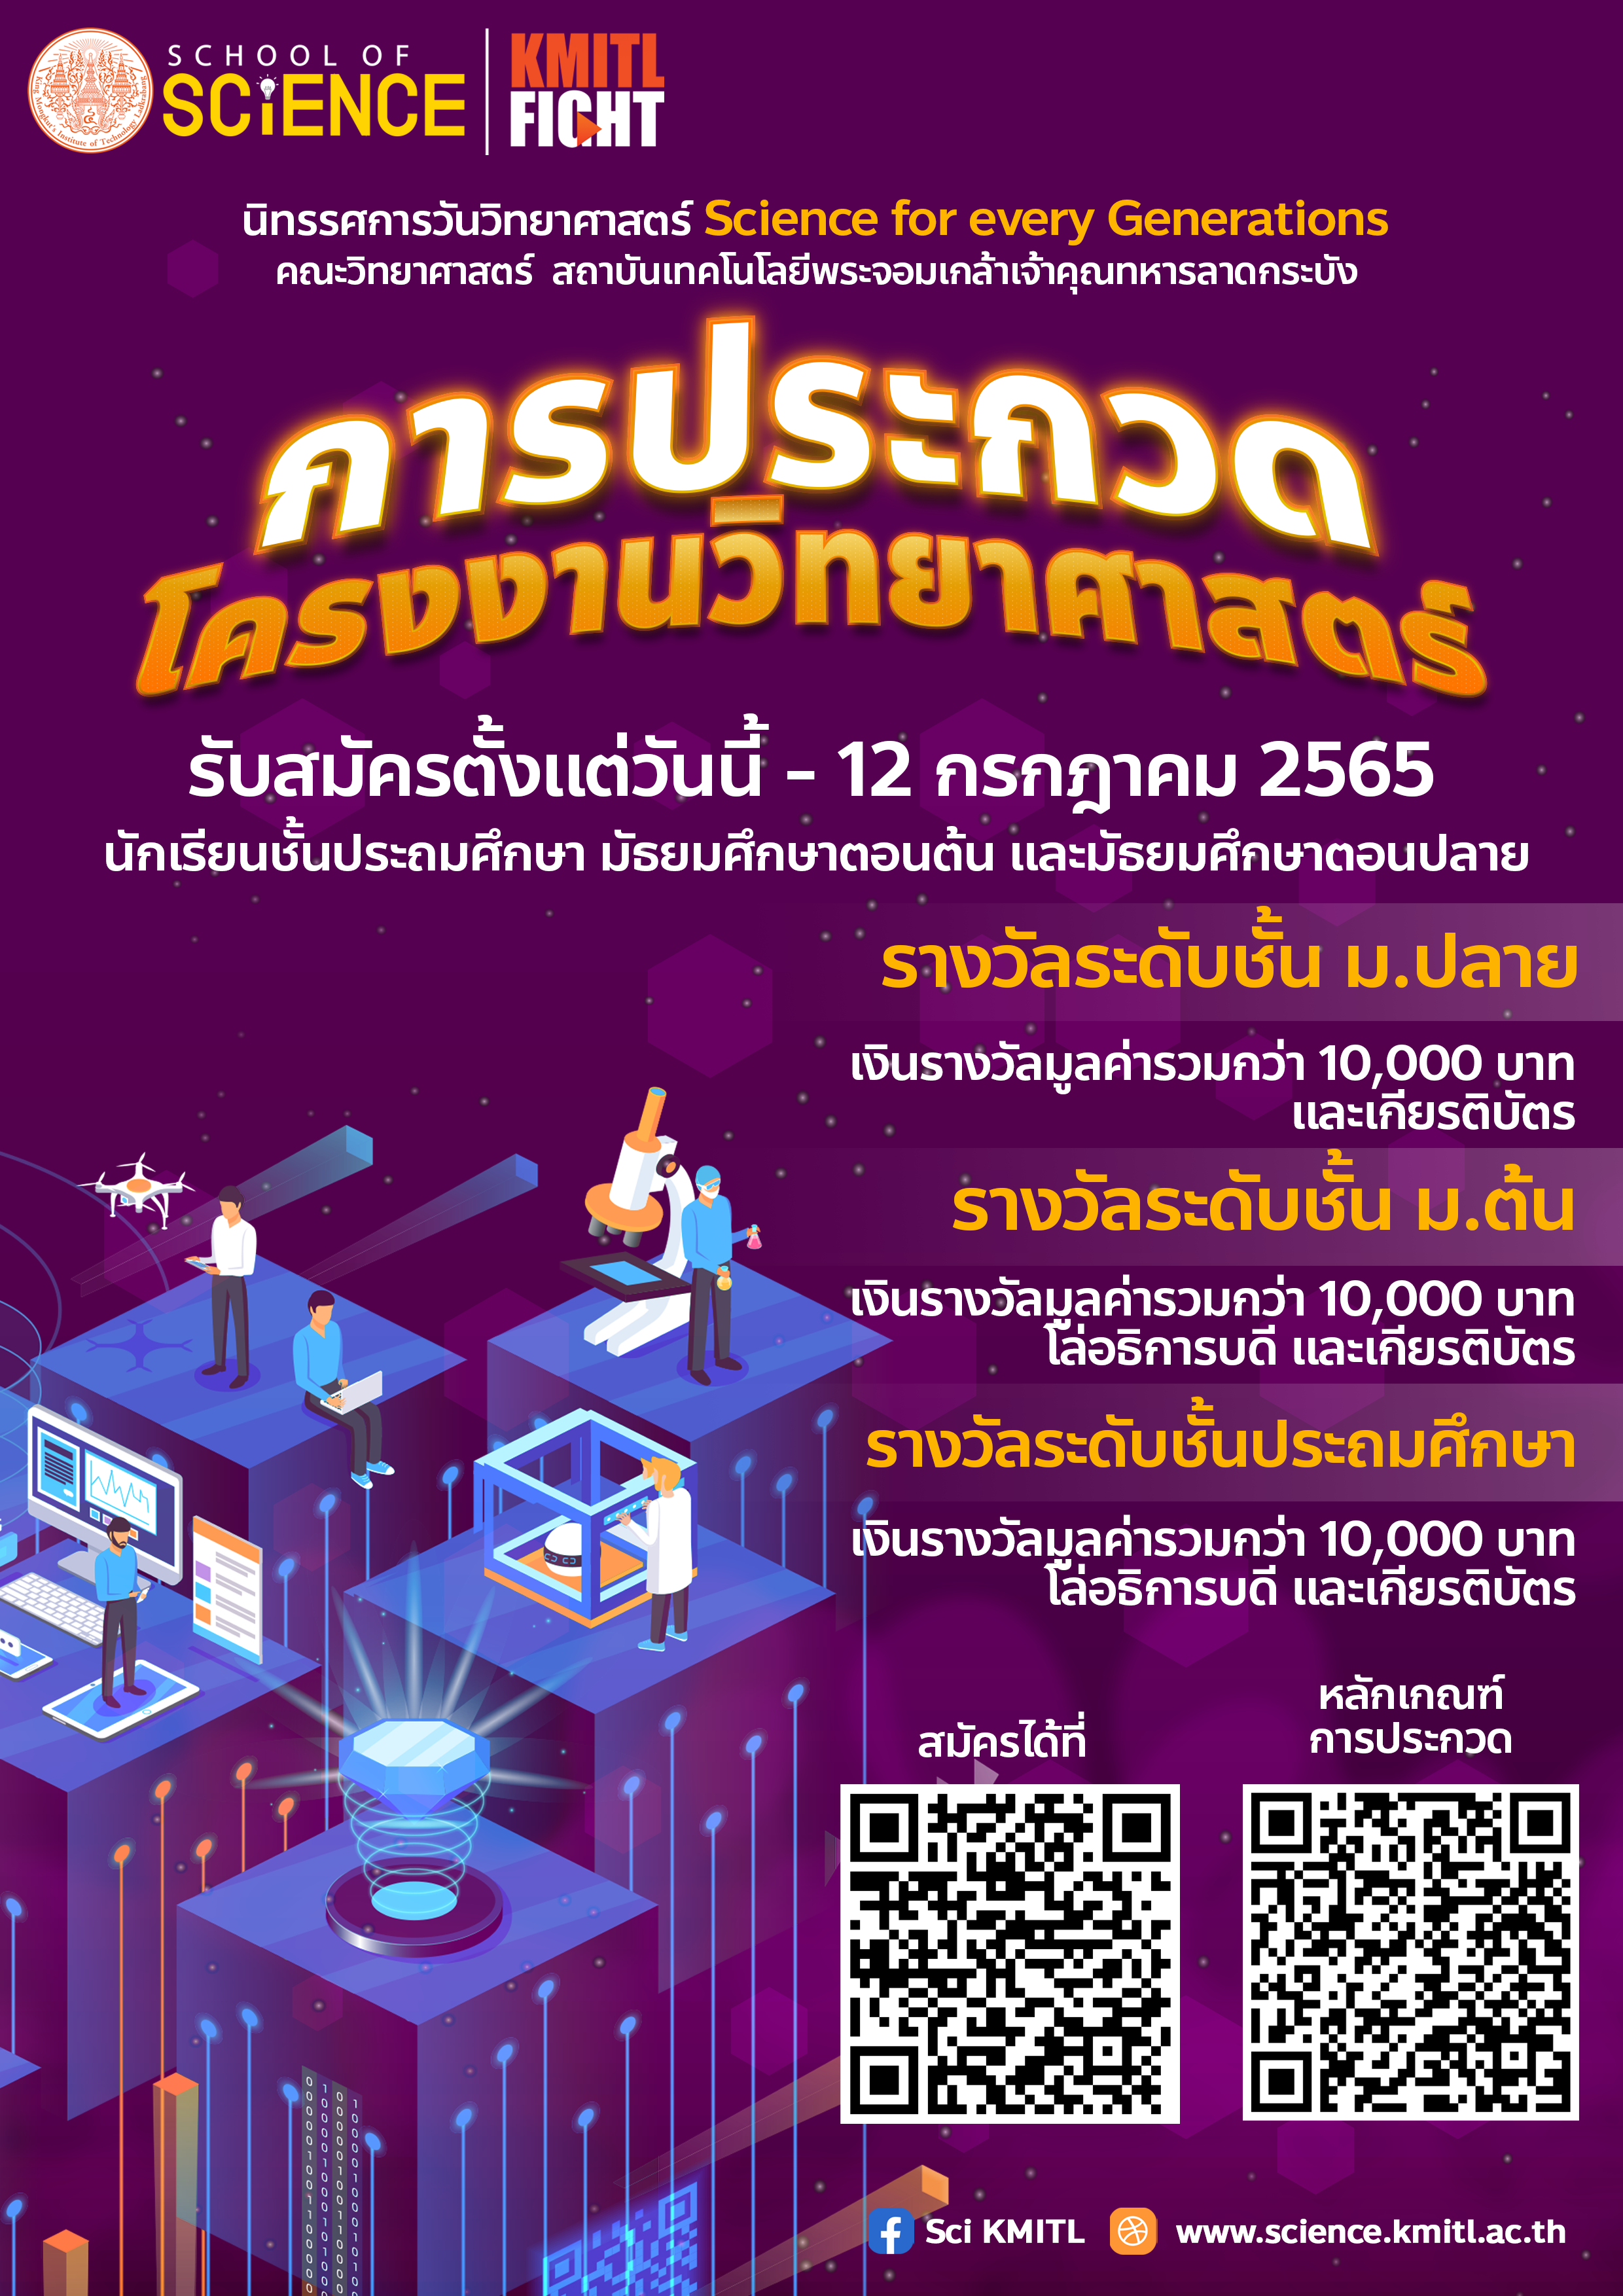 SCHOOL OF
SCiENCE
KMITL
FIGHT
King Mongkut's Institute of Technology Ladkrabang
นิทรรศการวันวิทยาศาสตร์ Science for every Generations
คณะวิทยาศาสตร์ สถาบันเทคโนโลยีพระจอมเกล้าเจ้าคุณทหารลาดกระบัง
การประกวด
โครงงานวิทยาศาสตร์
รับสมัครตั้งแต่วันนี้ - 12 กรกฎาคม 2565
นักเรียนชั้นประถมศึกษา มัธยมศึกษาตอนต้น และมัธยมศึกษาตอนปลาย
รางวัลระดับชั้น ม.ปลาย
เงินรางวัลมูลค่ารวมกว่า 10,000 บาท
และเกียรติบัตร
รางวัลระดับชั้น ม.ต้น
เงินรางวัลมูลค่ารวมกว่า 10,000 บาท
โล่อธิการบดี และเกียรติบัตร
รางวัลระดับชั้นประถมศึกษา
เงินรางวัลมูลค่ารวมกว่า 10,000 บาท
โล่อธิการบดี และเกียรติบัตร
สมัครได้ที่
หลักเกณฑ์
การประกวด
Sci KMITL
www.science.kmitl.ac.th